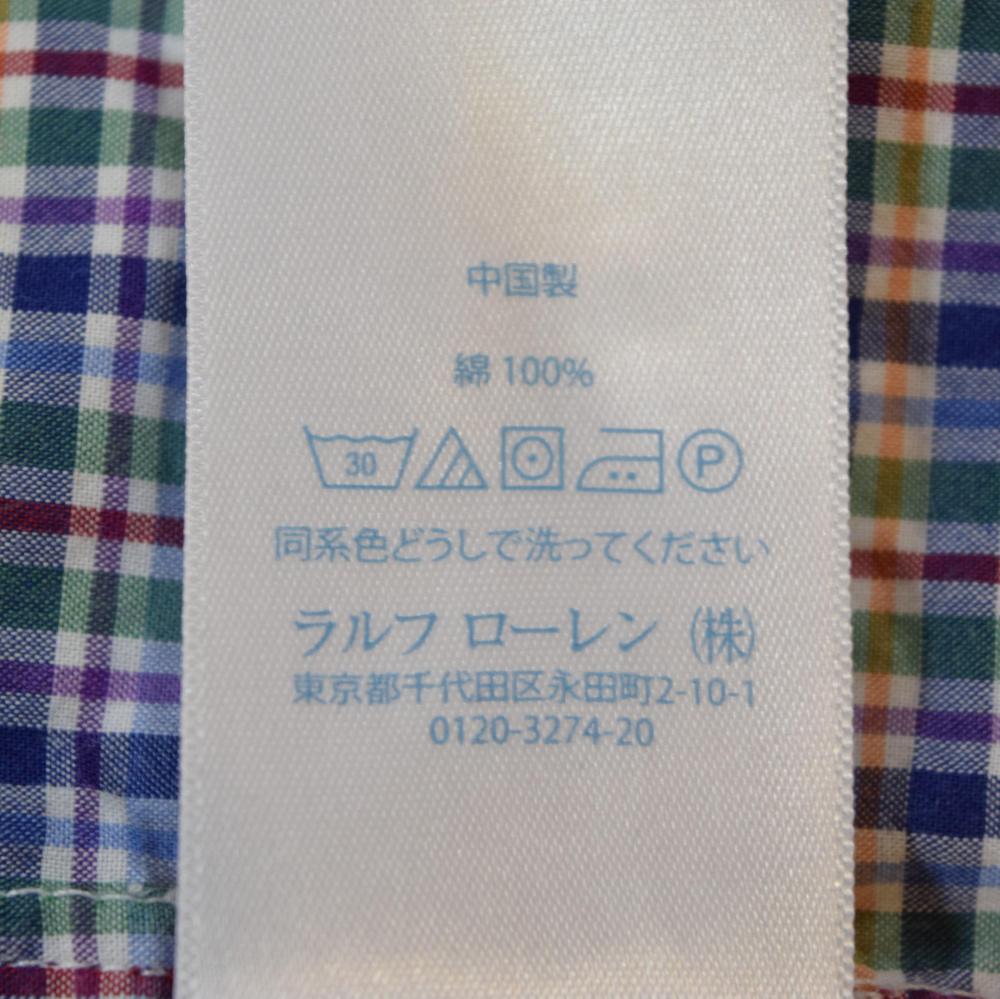 中国製
綿 100%
30 P
同系色どうしで洗ってください
ラルフ ローレン ㈱
東京都千代田区永田町2-10-1
0120-3274-20